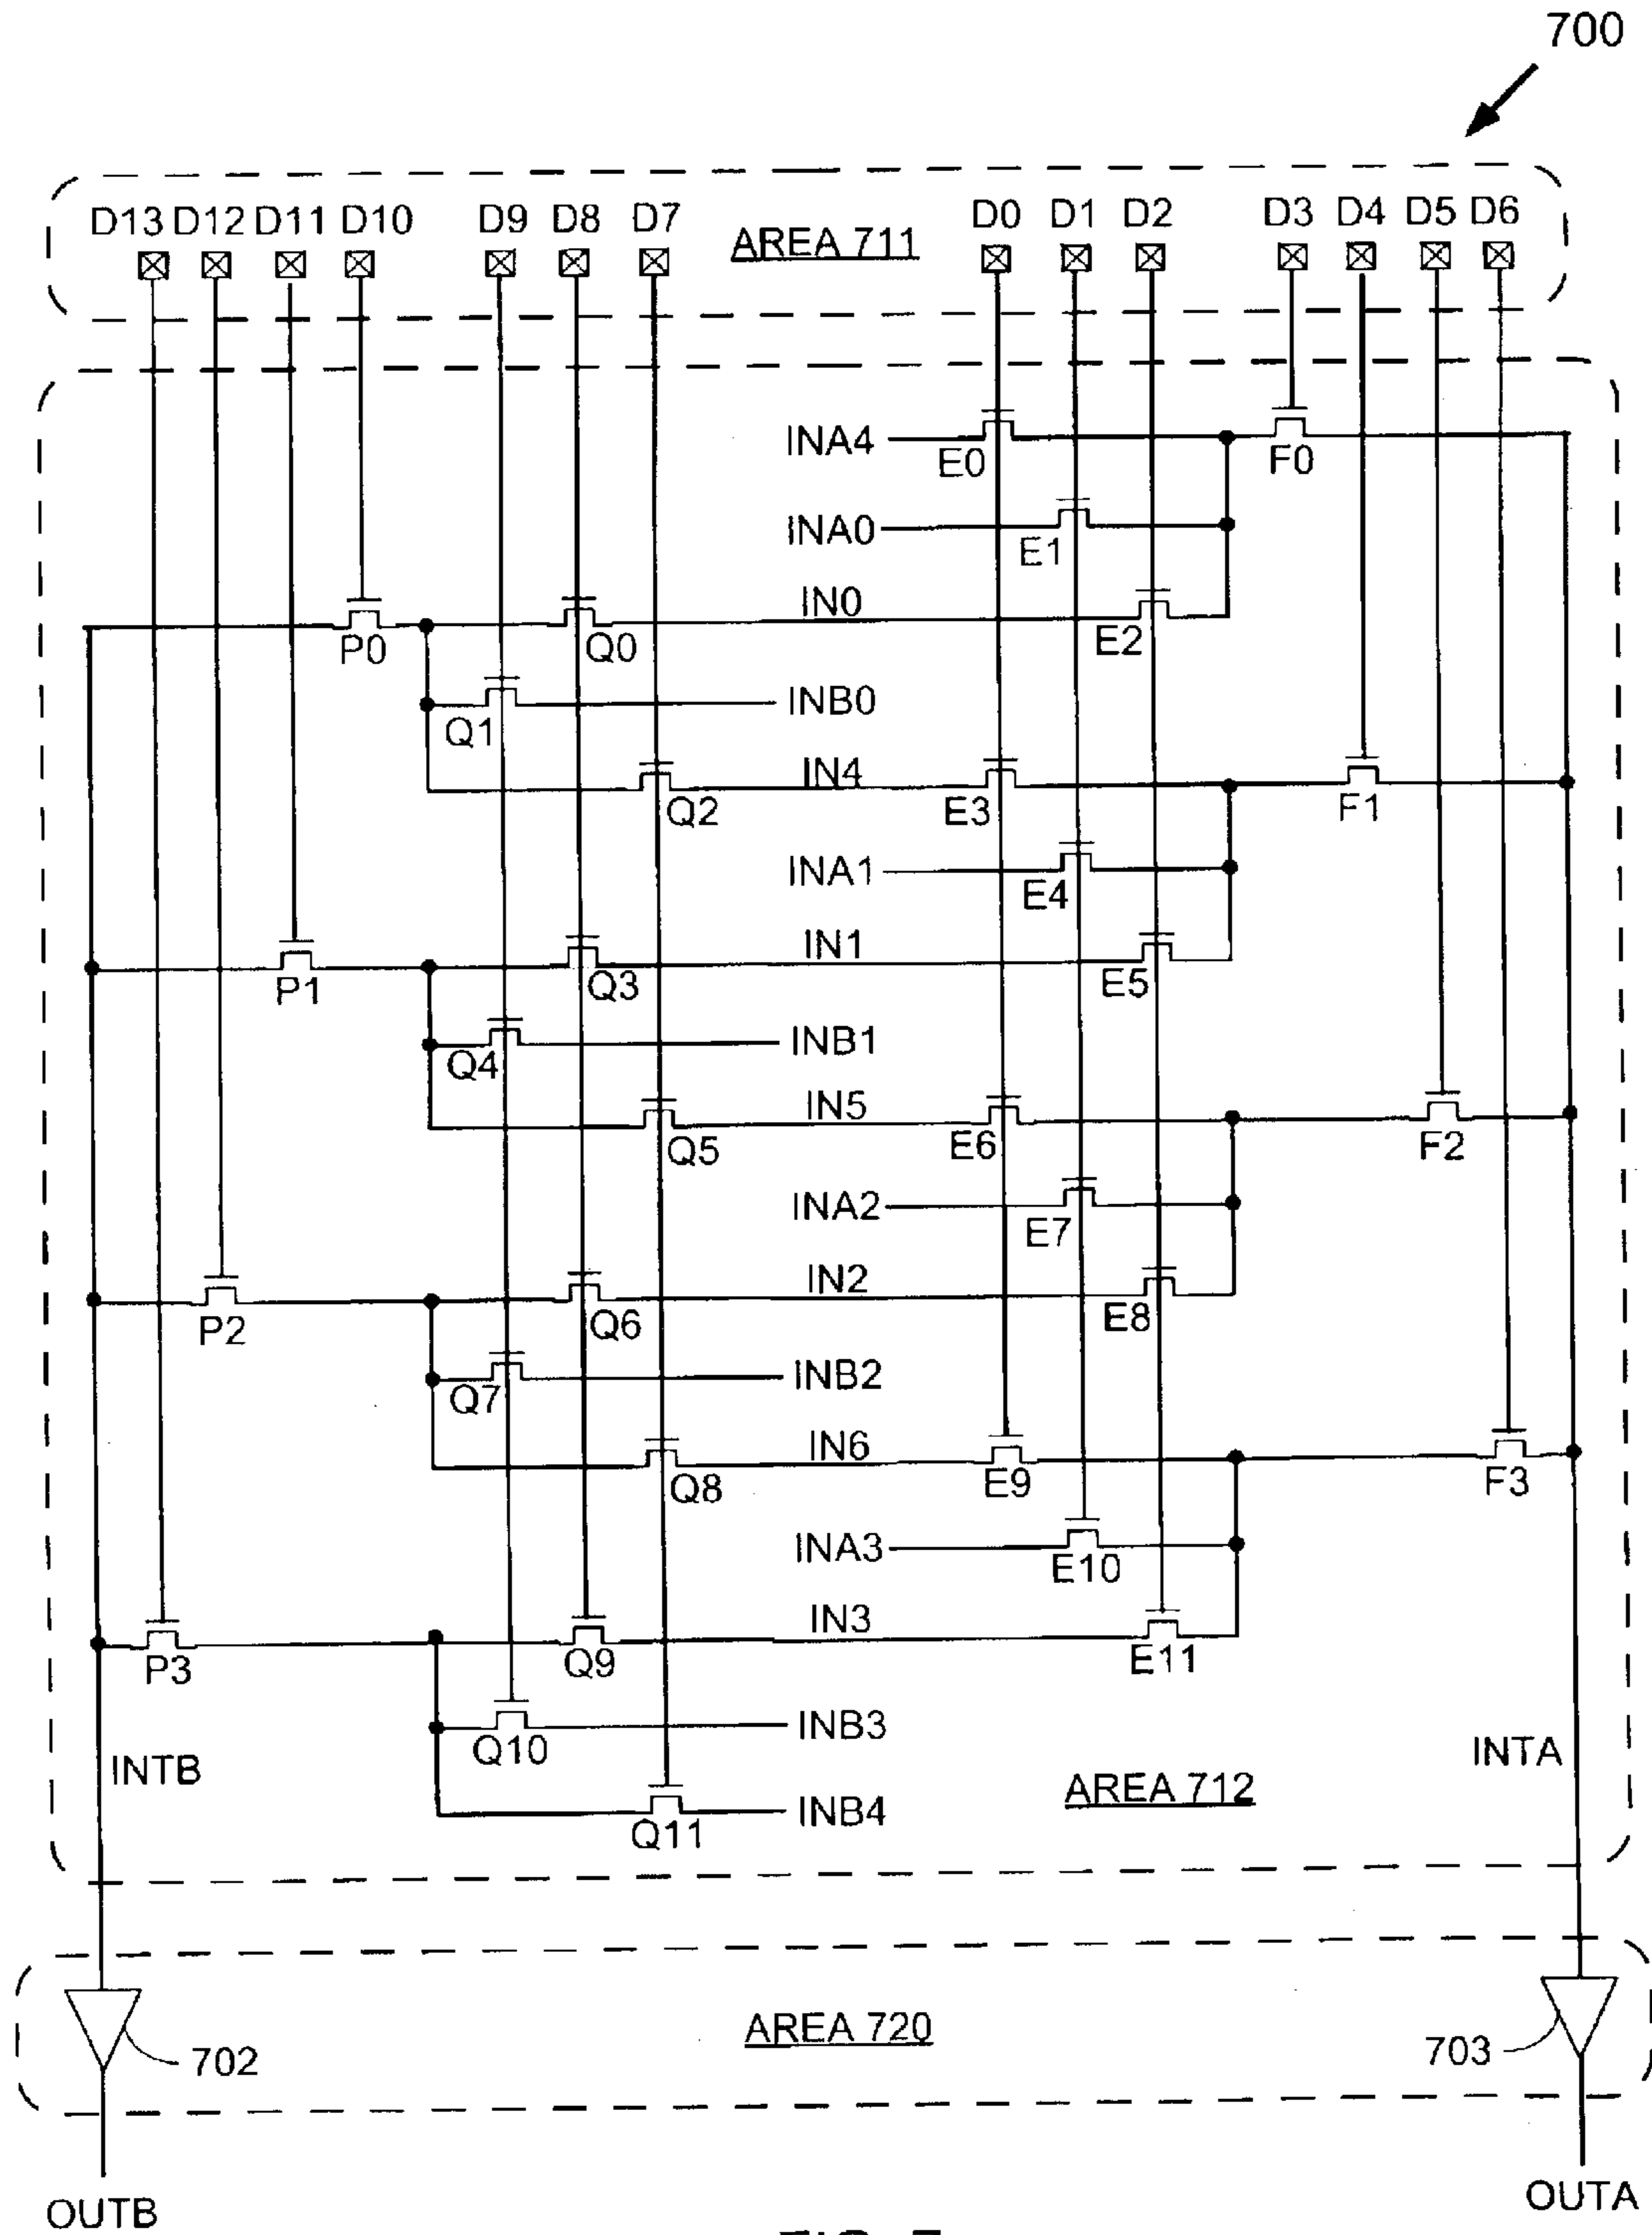 700
D13 D12 D11 D10 D9 D8 D7 AREA 711 D0 D1 D2 D3 D4 D5 D6
INA4 E0 F0
INA0 E1
P0 Q0 IN0 E2
Q1 INB0
Q2 IN4 E3 F1
INA1 E4
P1 Q3 IN1 E5
Q4 INB1
Q5 IN5 E6 F2
INA2 E7
P2 Q6 IN2 E8
Q7 INB2
Q8 IN6 E9 F3
INA3 E10
P3 Q9 IN3 E11
Q10 INB3
INTB AREA 712 INTA
Q11 INB4
702 AREA 720 703
OUTB OUTA